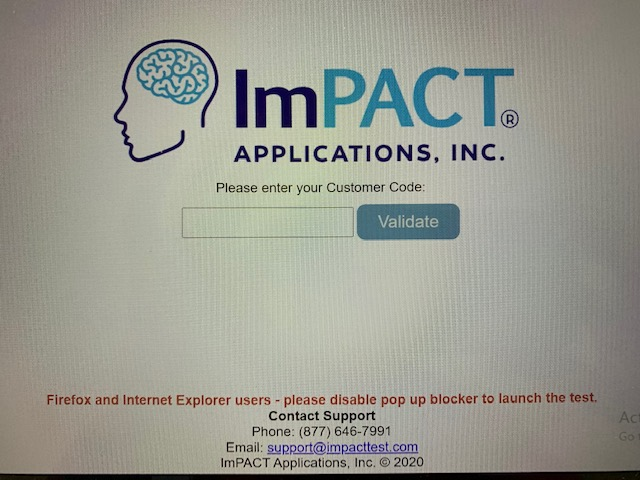 ImPACT®
APPLICATIONS, INC.
Please enter your Customer Code:
Validate
Firefox and Internet Explorer users - please disable pop up blocker to launch the test.
Contact Support
Phone: (877) 646-7991
Email: support@impacttest.com
ImPACT Applications, Inc. © 2020
Go